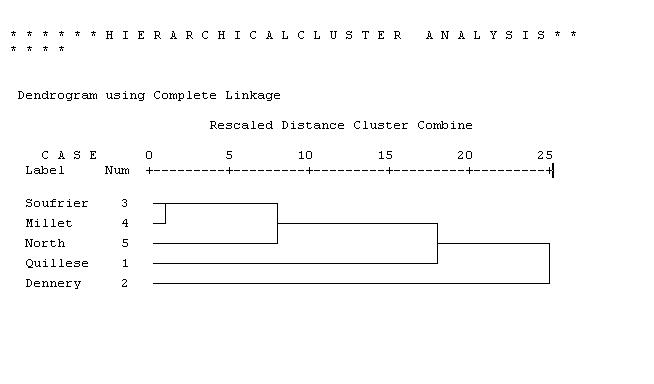 * * * * * * H I E R A R C H I C A L C L U S T E R   A N A L Y S I S * *
* * * *
Dendrogram using Complete Linkage
Rescaled Distance Cluster Combine
C A S E 0 5 10 15 20 25
Label Num +---------+---------+---------+---------+---------+
Soufrier 3
Millet 4
North 5
Quillese 1
Dennery 2